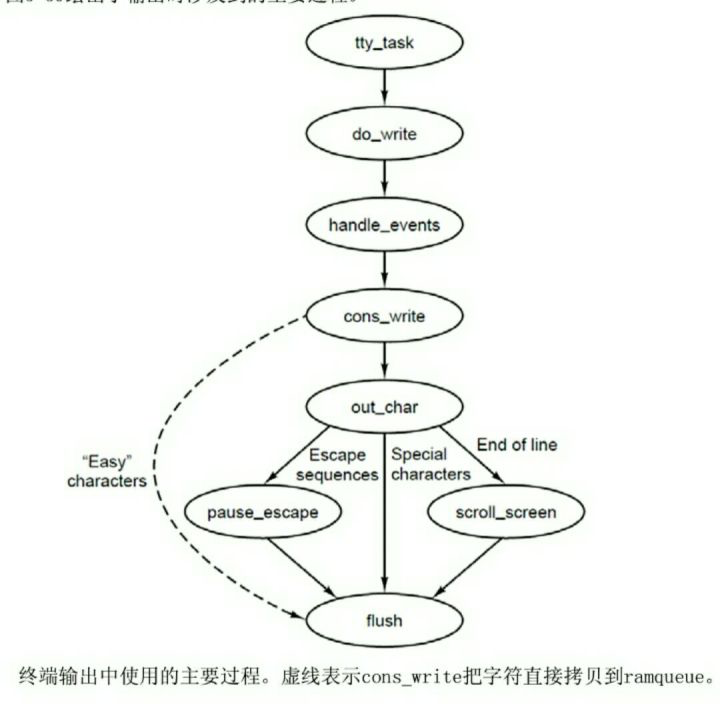 tty_task
do_write
handle_events
cons_write
out_char
"Easy"
characters
Escape
sequences
Special
characters
End of line
pause_escape
scroll_screen
flush
终端输出中使用的主要过程。虚线表示cons_write把字符直接拷贝到ramqueue。